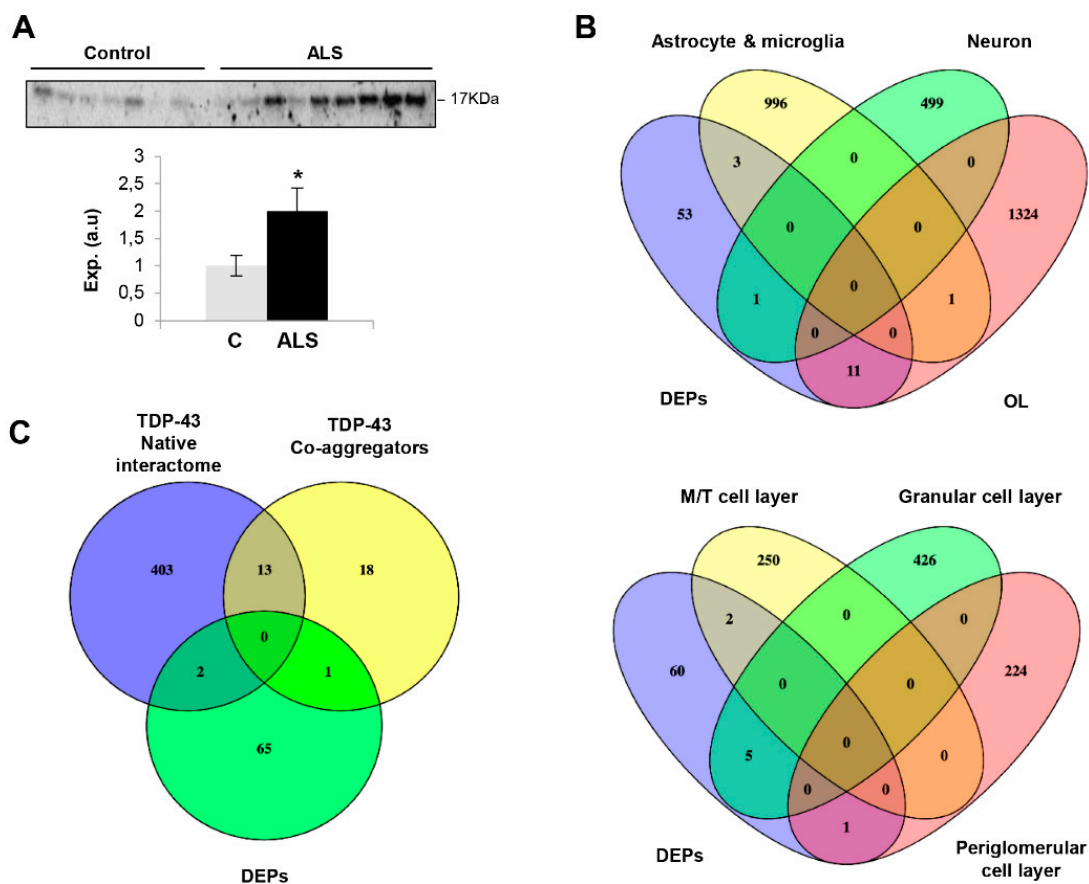 A
Control
ALS
– 17KDa
3
2,5
2
1,5
1
0,5
0
Exp. (a.u)
*
C
ALS
B
Astrocyte & microglia
Neuron
996
499
3
0
0
53
1324
0
0
0
1
1
0
0
11
DEPs
OL
C
TDP-43
Native
interactome
TDP-43
Co-aggregators
403
13
18
0
2
1
65
DEPs
M/T cell layer
Granular cell layer
250
426
2
0
0
60
224
0
0
0
5
0
0
0
1
DEPs
Periglomerular
cell layer